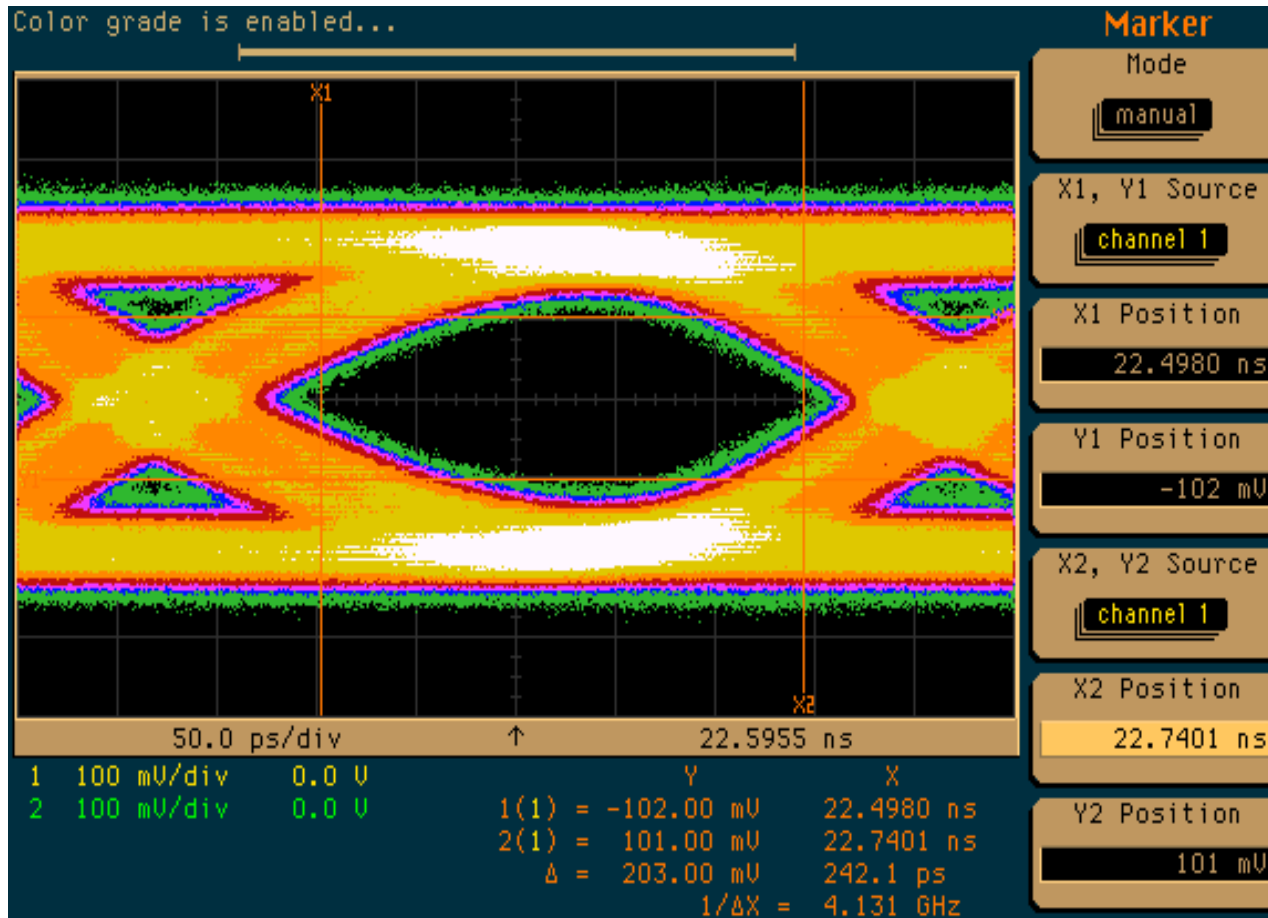 Color grade is enabled...
Marker
Mode
manual
X1, Y1 Source
channel 1
X1 Position
22.4980 ns
Y1 Position
-102 mV
X2, Y2 Source
channel 1
X2 Position
22.7401 ns
Y2 Position
101 mV
X1
X2
50.0 ps/div ↑ 22.5955 ns
1 100 mV/div 0.0 V
2 100 mV/div 0.0 V
Y X
1(1) = -102.00 mV 22.4980 ns
2(1) = 101.00 mV 22.7401 ns
Δ = 203.00 mV 242.1 ps
1/ΔX = 4.131 GHz